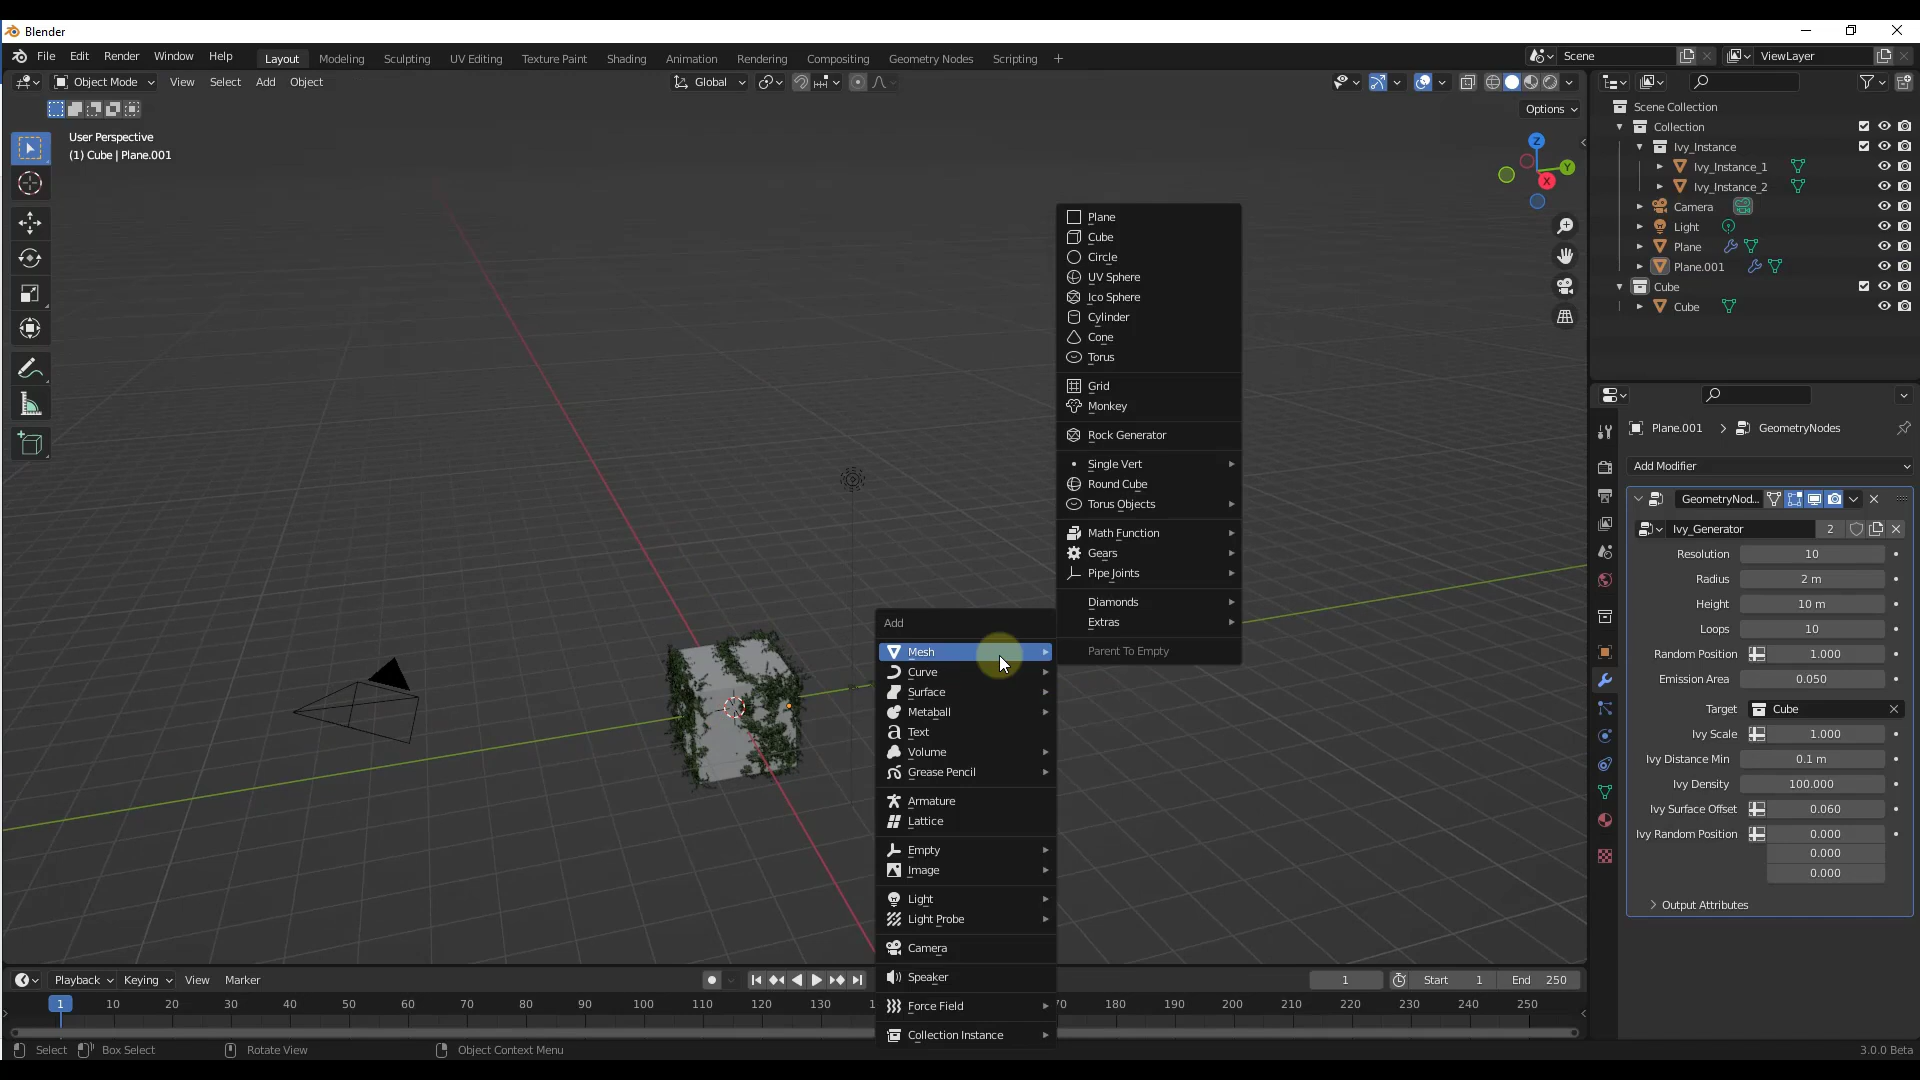 Blender
File Edit Render Window Help Layout Modeling Sculpting UV Editing Texture Paint Shading Animation Rendering Compositing Geometry Nodes Scripting + Scene ViewLayer
Object Mode View Select Add Object Global
Options
User Perspective
(1) Cube | Plane.001
Z
Y
X
Scene Collection
Collection
Ivy_Instance
Ivy_Instance_1
Ivy_Instance_2
Camera
Light
Plane
Plane.001
Cube
Cube
Plane
Cube
Circle
UV Sphere
Ico Sphere
Cylinder
Cone
Torus
Grid
Monkey
Rock Generator
Single Vert
Round Cube
Torus Objects
Math Function
Gears
Pipe Joints
Diamonds
Extras
Parent To Empty
Add
Mesh
Curve
Surface
Metaball
Text
Volume
Grease Pencil
Armature
Lattice
Empty
Image
Light
Light Probe
Camera
Speaker
Force Field
Collection Instance
Plane.001 GeometryNodes
Add Modifier
GeometryNod...
Ivy_Generator 2
Resolution 10
Radius 2 m
Height 10 m
Loops 10
Random Position 1.000
Emission Area 0.050
Target Cube
Ivy Scale 1.000
Ivy Distance Min 0.1 m
Ivy Density 100.000
Ivy Surface Offset 0.060
Ivy Random Position 0.000
0.000
0.000
Output Attributes
Playback Keying View Marker 1 Start 1 End 250
1 10 20 30 40 50 60 70 80 90 100 110 120 130 1 70 180 190 200 210 220 230 240 250
Select Box Select Rotate View Object Context Menu 3.0.0 Beta